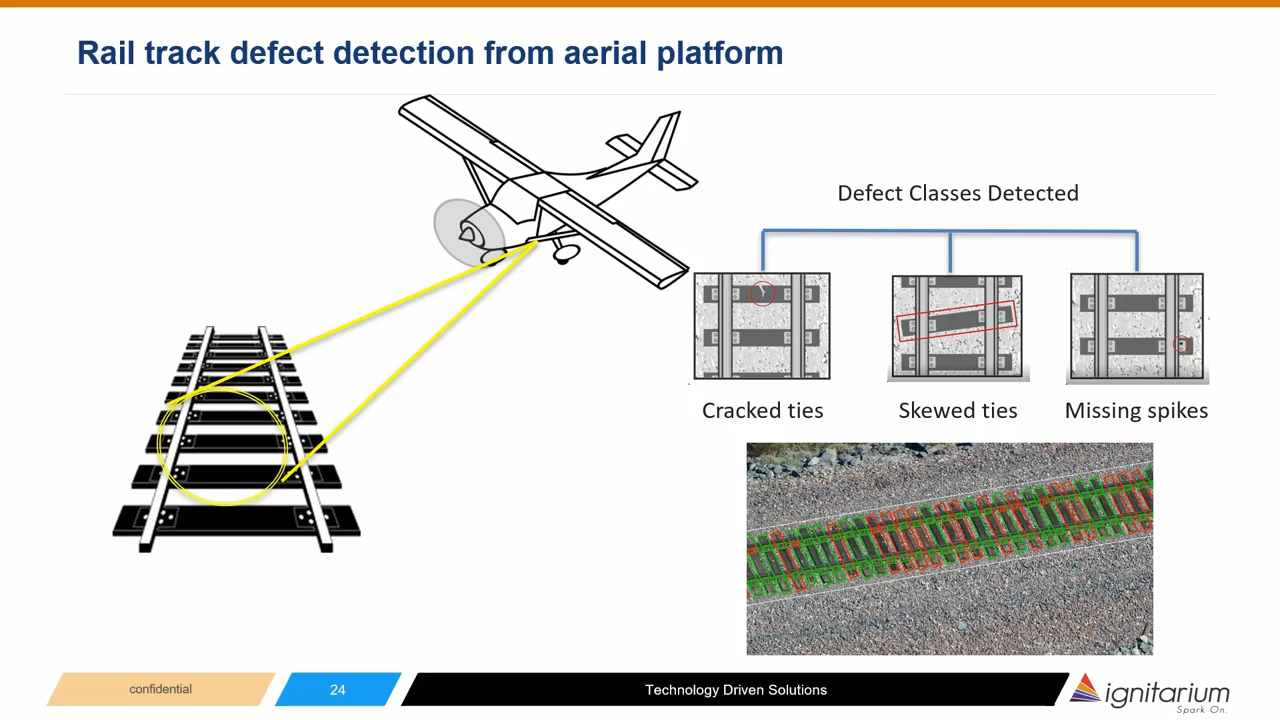 Rail track defect detection from aerial platform
Defect Classes Detected
Cracked ties
Skewed ties
Missing spikes
confidential
24
Technology Driven Solutions
ignitarium
Spark On.